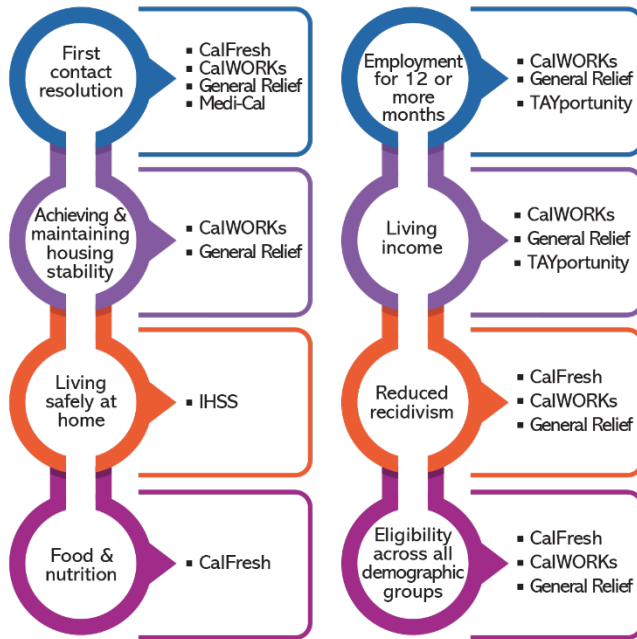 First
contact
resolution
▪ CalFresh
▪ CalWORKs
▪ General Relief
▪ Medi-Cal
Achieving &
maintaining
housing
stability
▪ CalWORKs
▪ General Relief
Living
safely at
home
▪ IHSS
Food &
nutrition
▪ CalFresh
Employment
for 12 or
more
months
▪ CalWORKs
▪ General Relief
▪ TAYportunity
Living
income
▪ CalWORKs
▪ General Relief
▪ TAYportunity
Reduced
recidivism
▪ CalFresh
▪ CalWORKs
▪ General Relief
Eligibility
across all
demographic
groups
▪ CalFresh
▪ CalWORKs
▪ General Relief